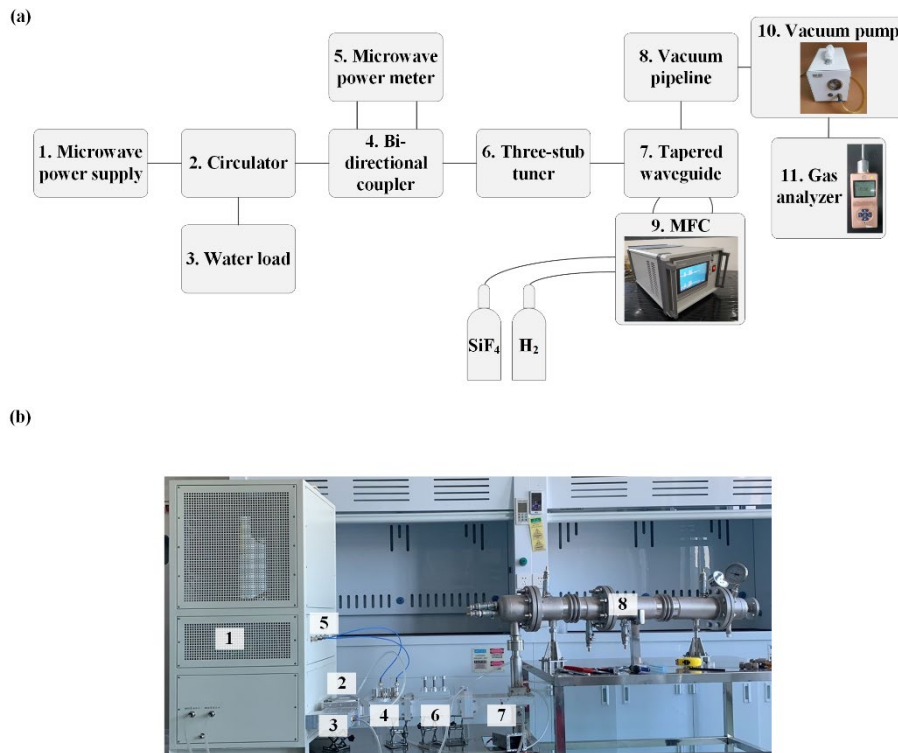 (a)
5. Microwave
power meter
8. Vacuum
pipeline
10. Vacuum pump
1. Microwave
power supply
2. Circulator
4. Bi-
directional
coupler
6. Three-stub
tuner
7. Tapered
waveguide
11. Gas
analyzer
3. Water load
9. MFC
SiF₄
H₂
(b)
1
2
3
4
5
6
7
8